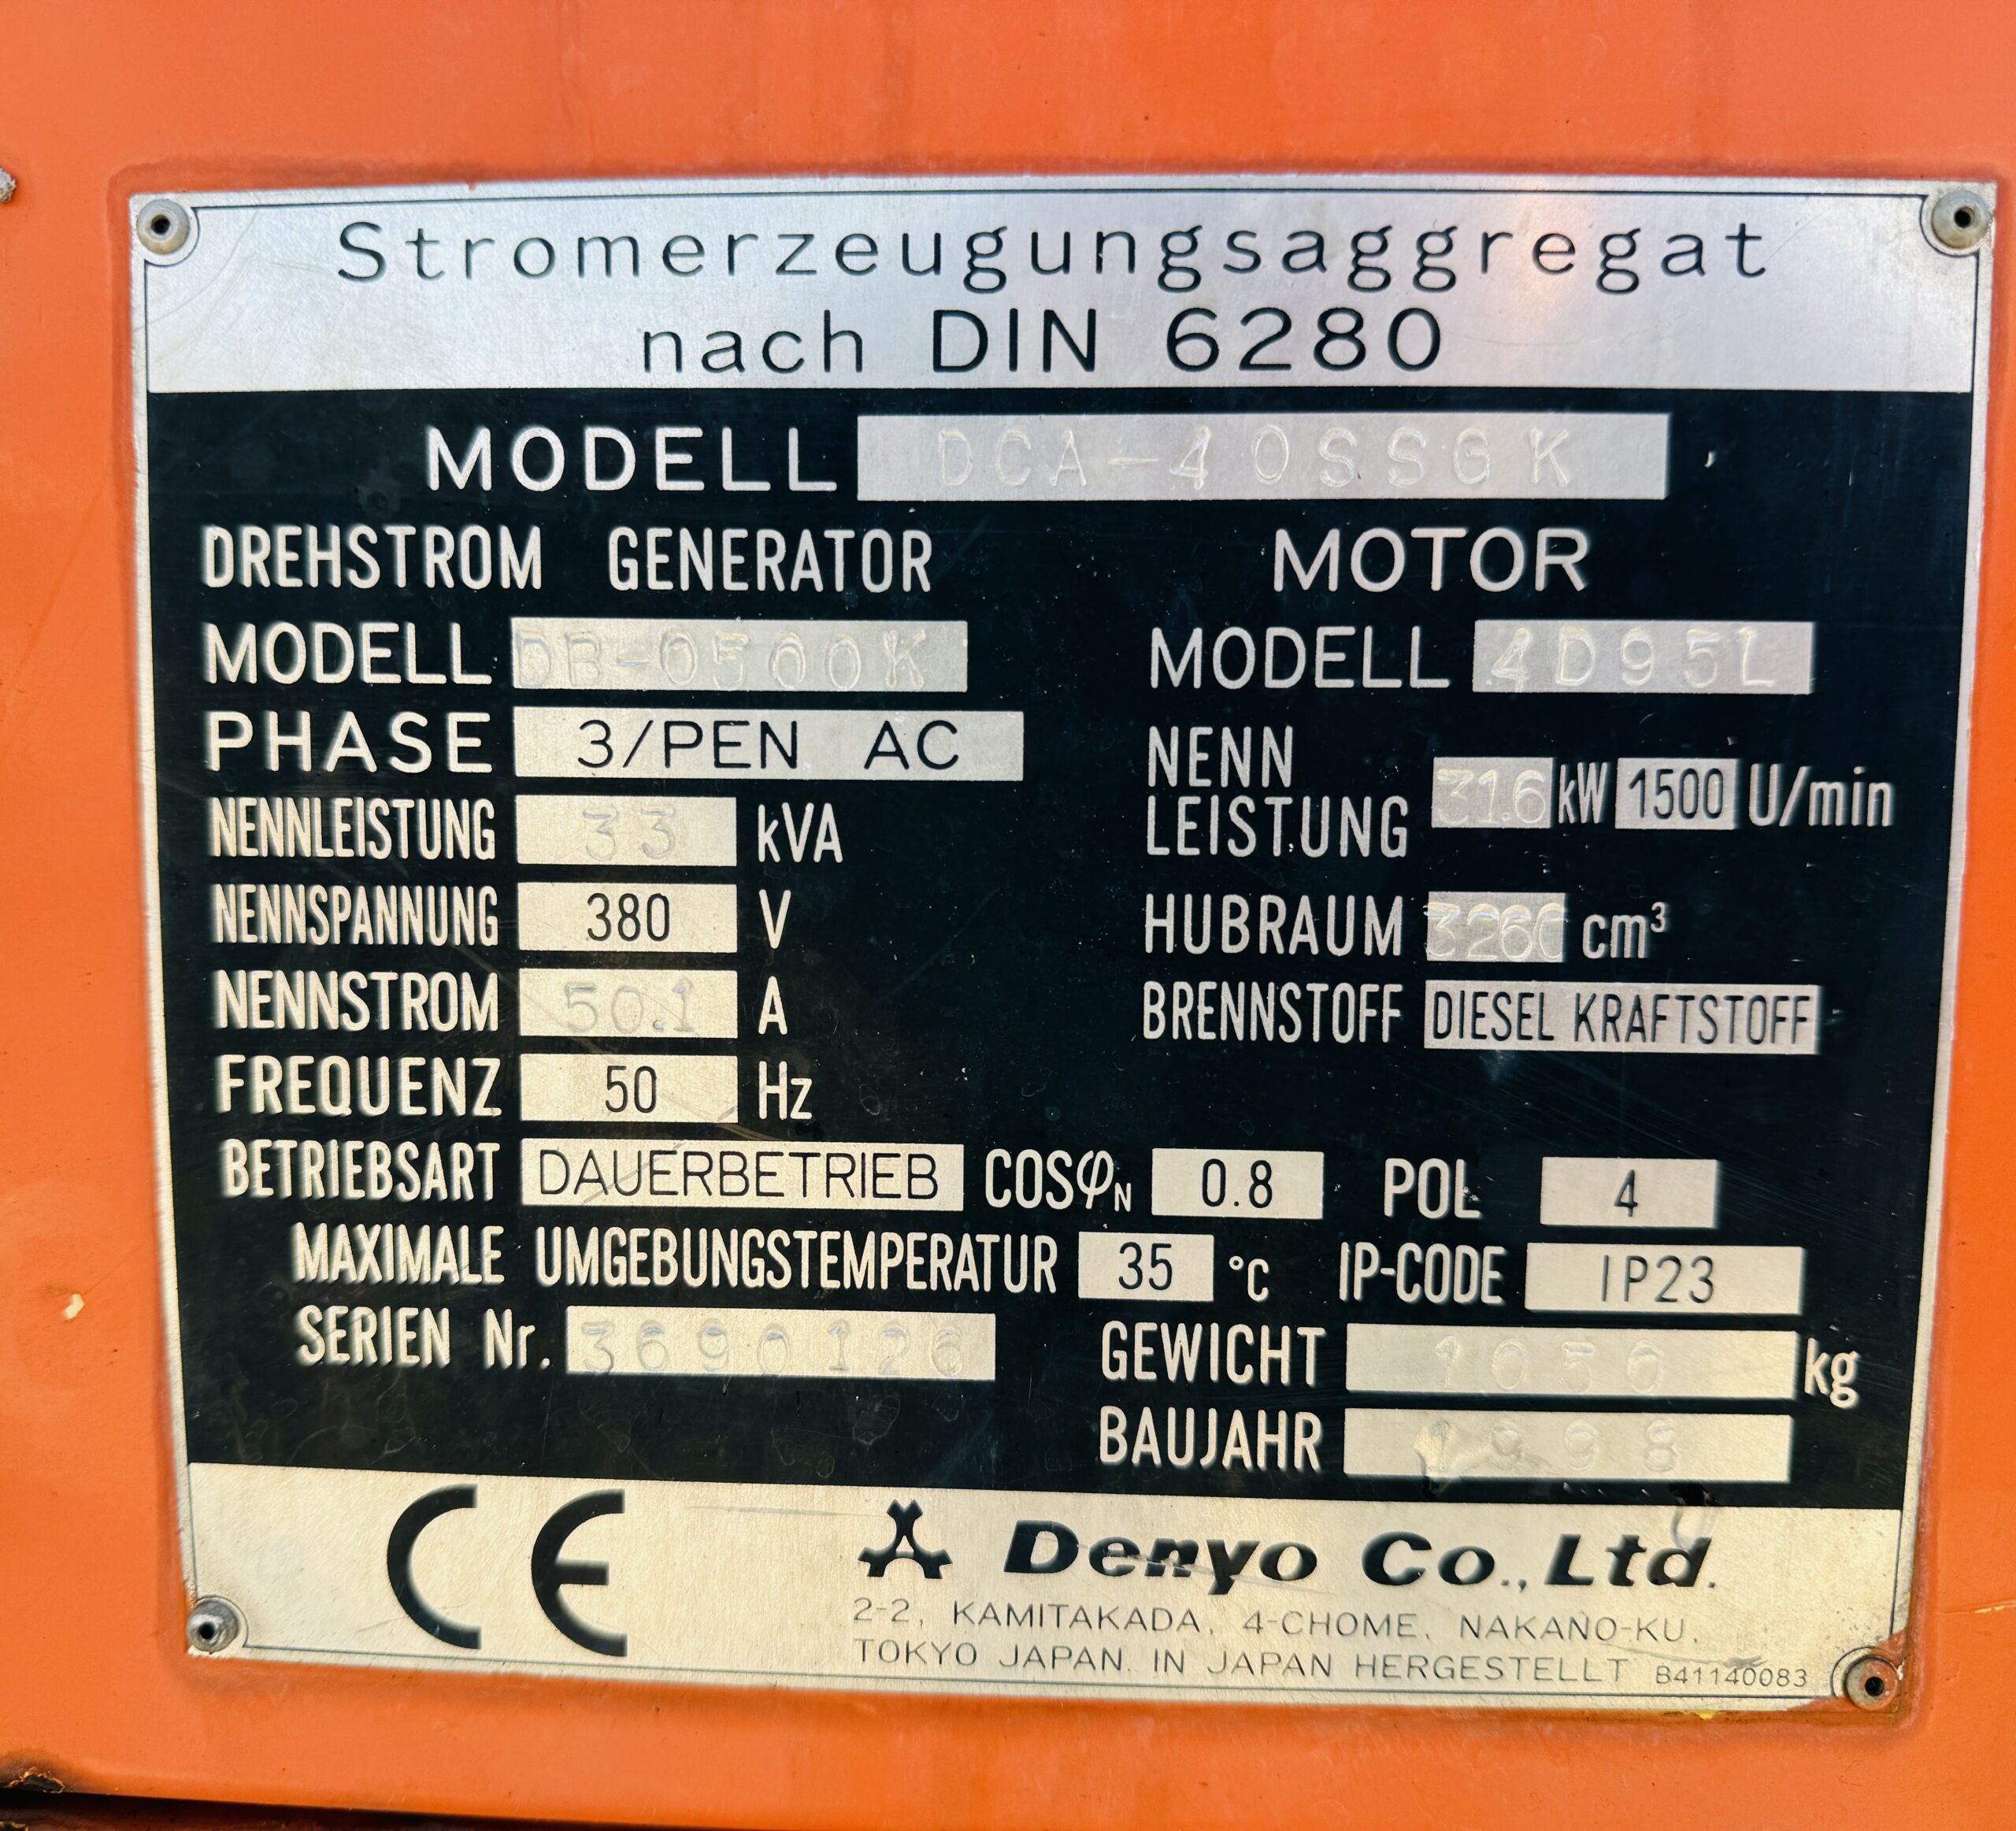 Stromerzeugungsaggregat
nach DIN 6280
MODELL DCA-40SSGK
DREHSTROM GENERATOR
MODELL DB-0500K
PHASE 3/PEN AC
NENNLEISTUNG 33 kVA
NENNSPANNUNG 380 V
NENNSTROM 50.1 A
FREQUENZ 50 Hz
MOTOR
MODELL 4D95L
NENN
LEISTUNG 31.6 kW 1500 U/min
HUBRAUM 3260 cm³
BRENNSTOFF DIESEL KRAFTSTOFF
BETRIEBSART DAUERBETRIEB COSφN 0.8 POL 4
MAXIMALE UMGEBUNGSTEMPERATUR 35 °C IP-CODE IP23
SERIEN Nr. 3690126
GEWICHT 1050 kg
BAUJAHR 1998
CE
Denyo Co., Ltd.
2-2, KAMITAKADA, 4-CHOME, NAKANO-KU,
TOKYO JAPAN. IN JAPAN HERGESTELLT B41140083